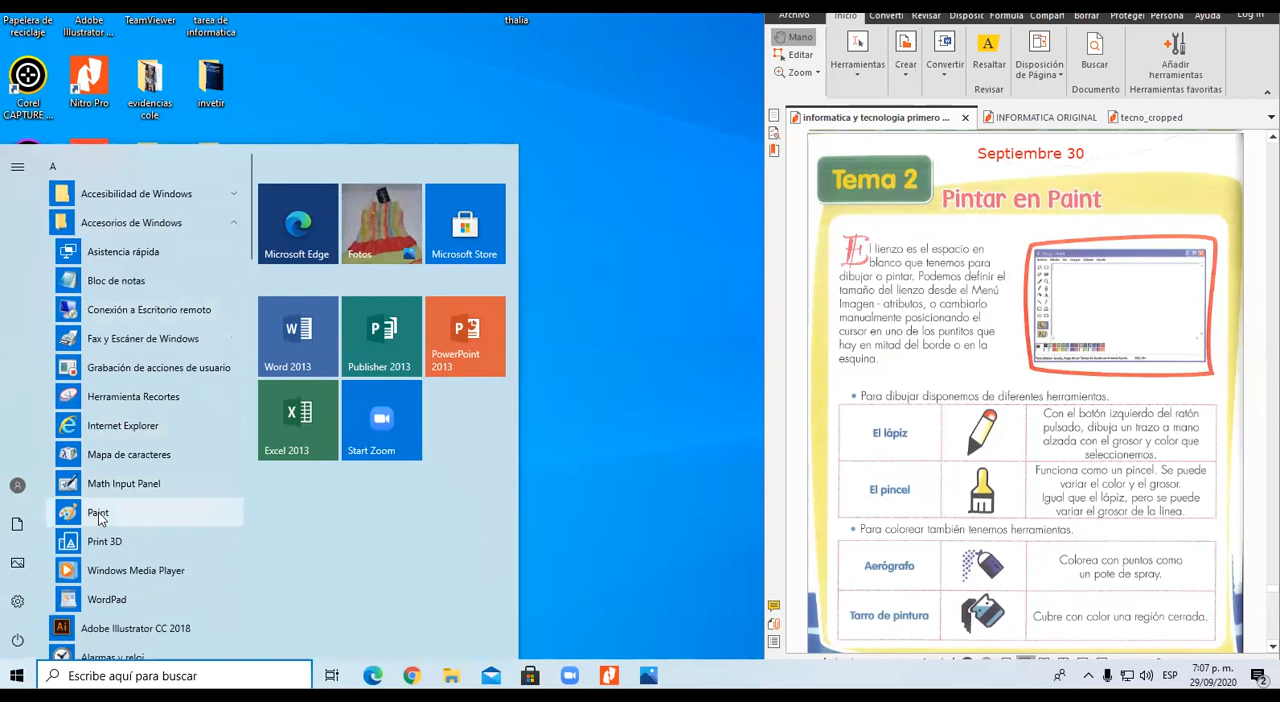 Papelera de reciclaje
Adobe Illustrator ...
TeamViewer
tarea de informatica
thalia
Corel CAPTURE ...
Nitro Pro
evidencias cole
invetir
A
Accesibilidad de Windows
Accesorios de Windows
Asistencia rápida
Bloc de notas
Conexión a Escritorio remoto
Fax y Escáner de Windows
Grabación de acciones de usuario
Herramienta Recortes
Internet Explorer
Mapa de caracteres
Math Input Panel
Paint
Print 3D
Windows Media Player
WordPad
Adobe Illustrator CC 2018
Alarmas y reloj
Microsoft Edge
Fotos
Microsoft Store
Word 2013
Publisher 2013
PowerPoint 2013
Excel 2013
Start Zoom
Escribe aquí para buscar
Archivo Inicio Converti Revisar Disposic Formula Compart Borrar Protegei Persona Ayuda Log In
Mano
Editar
Zoom
Herramientas
Crear
Convertir
Resaltar
Disposición de Página
Buscar
Añadir herramientas
Revisar
Documento
Herramientas favoritas
informatica y tecnologia primero ...
INFORMATICA ORIGINAL
tecno_cropped
Septiembre 30
Tema 2
Pintar en Paint
El lienzo es el espacio en
blanco que tenemos para
dibujar o pintar. Podemos definir el
tamaño del lienzo desde el Menú
Imagen - atributos, o cambiarlo
manualmente posicionando el
cursor en uno de los puntitos que
hay en mitad del borde o en la
esquina.
• Para dibujar disponemos de diferentes herramientas.
El lápiz
Con el botón izquierdo del ratón
pulsado, dibuja un trazo a mano
alzada con el grosor y color que
seleccionemos.
El pincel
Funciona como un pincel. Se puede
variar el color y el grosor.
Igual que el lápiz, pero se puede
variar el grosor de la línea.
• Para colorear también tenemos herramientas.
Aerógrafo
Colorea con puntos como
un pote de spray.
Tarro de pintura
Cubre con color una región cerrada.
ESP
7:07 p. m.
29/09/2020
2